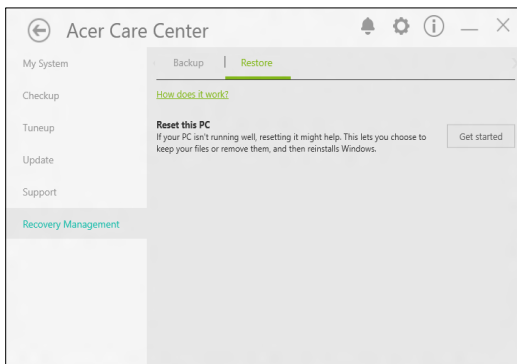 Acer Care Center
My System
Backup
Restore
Checkup
How does it work?
Tuneup
Reset this PC
If your PC isn't running well, resetting it might help. This lets you choose to
keep your files or remove them, and then reinstalls Windows.
Get started
Update
Support
Recovery Management